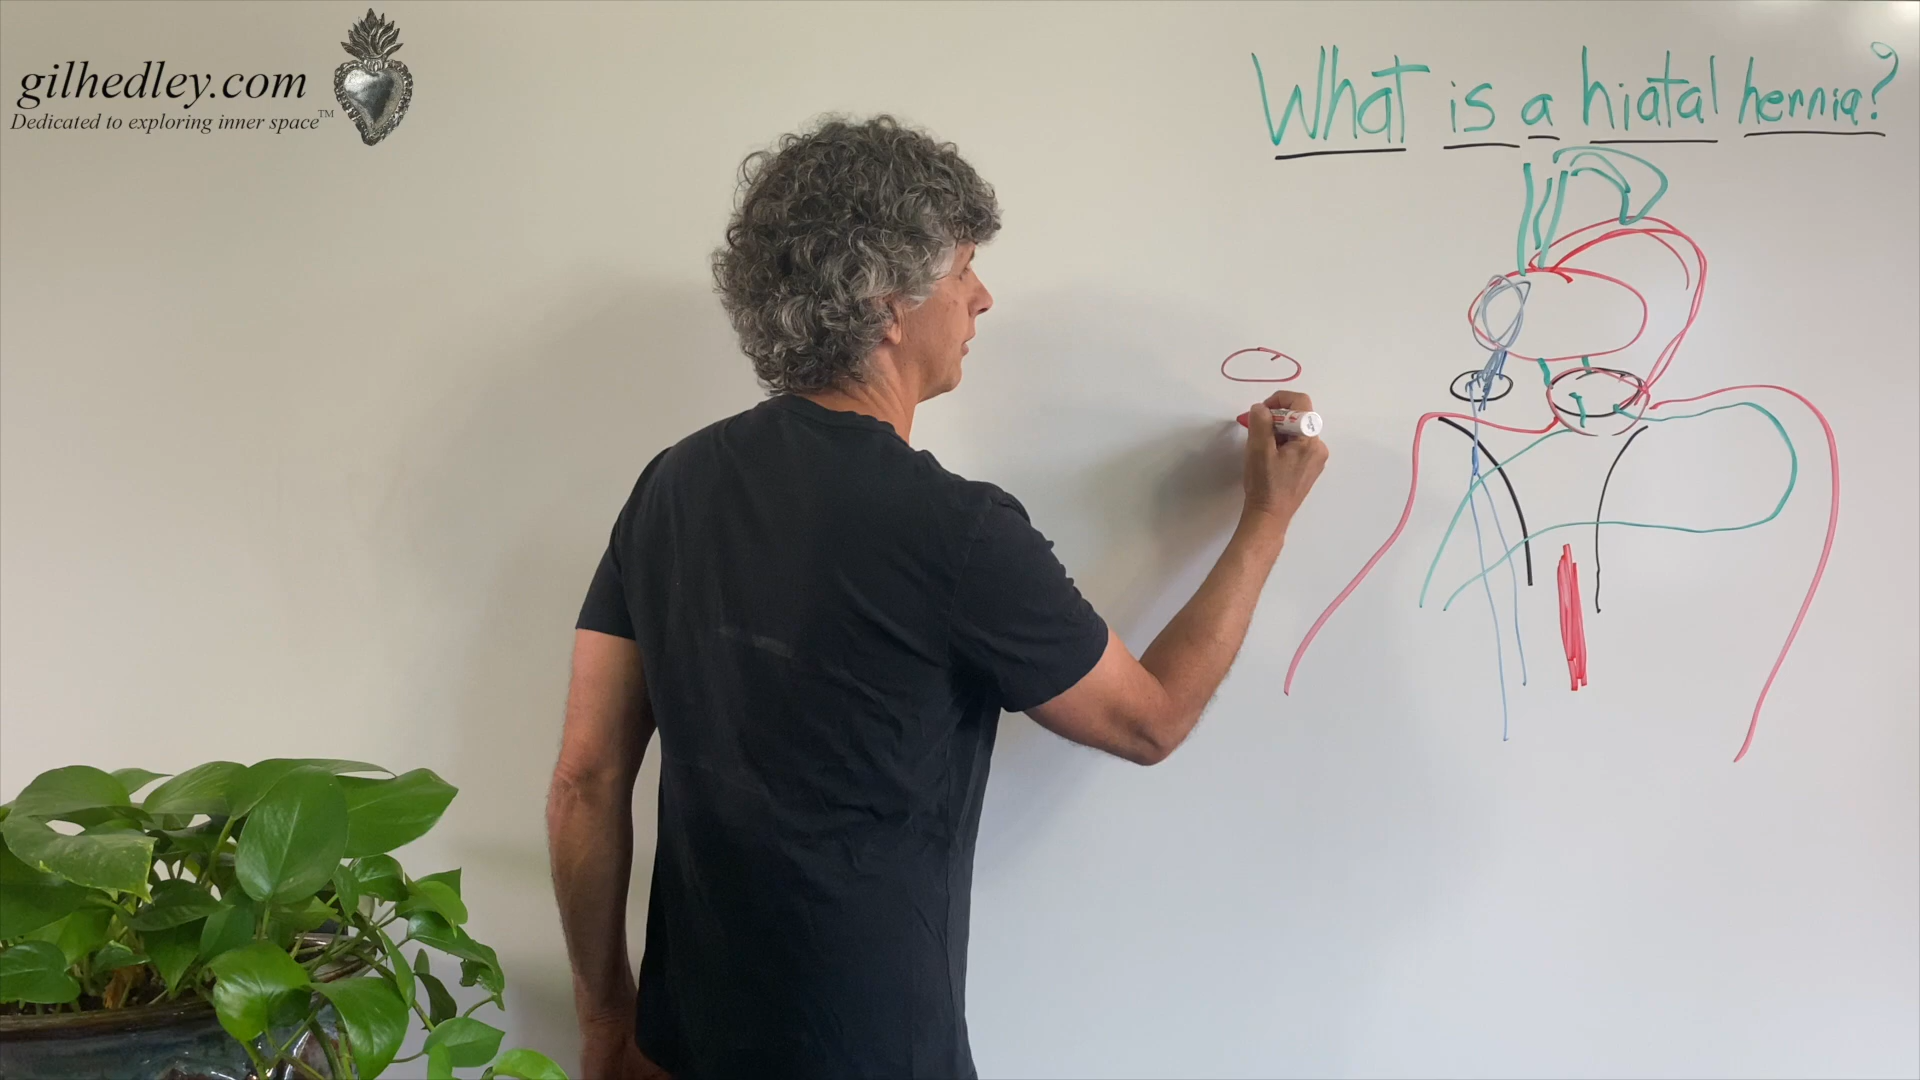 gilhedley.com
Dedicated to exploring inner space™
What is a hiatal hernia?